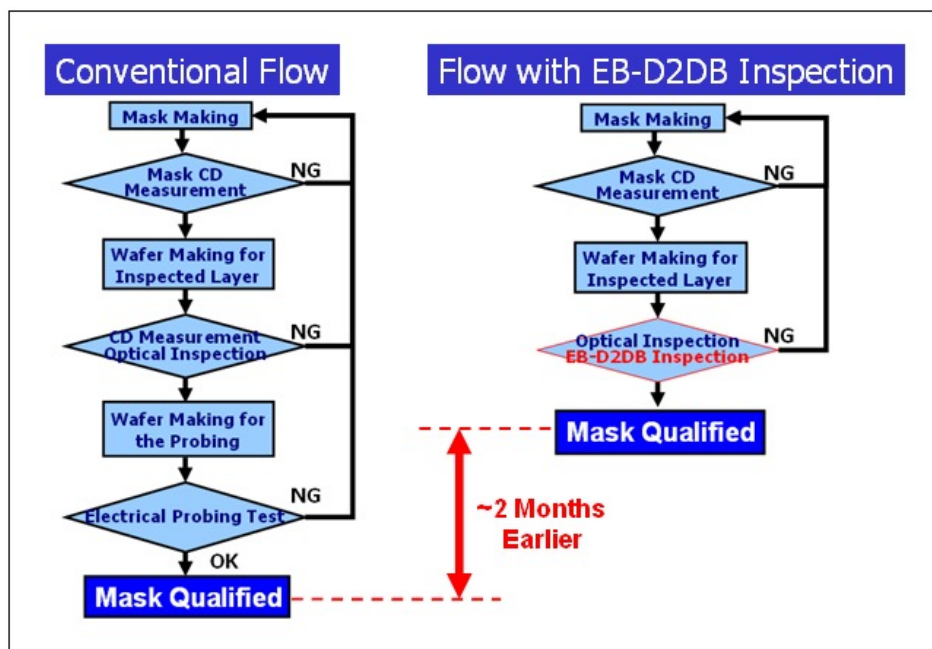 Conventional Flow
Mask Making
Mask CD
Measurement
NG
Wafer Making for
Inspected Layer
CD Measurement
Optical Inspection
NG
Wafer Making for
the Probing
Electrical Probing Test
NG
OK
Mask Qualified
Flow with EB-D2DB Inspection
Mask Making
Mask CD
Measurement
NG
Wafer Making for
Inspected Layer
Optical Inspection
EB-D2DB Inspection
NG
Mask Qualified
~2 Months
Earlier